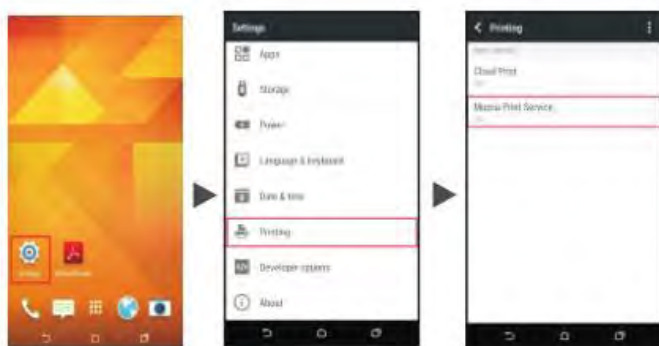 Settings
Apps
Storage
Power
Language & keyboard
Date & time
Printing
Developer options
About
Printing
Cloud Print
Mopria Print Service